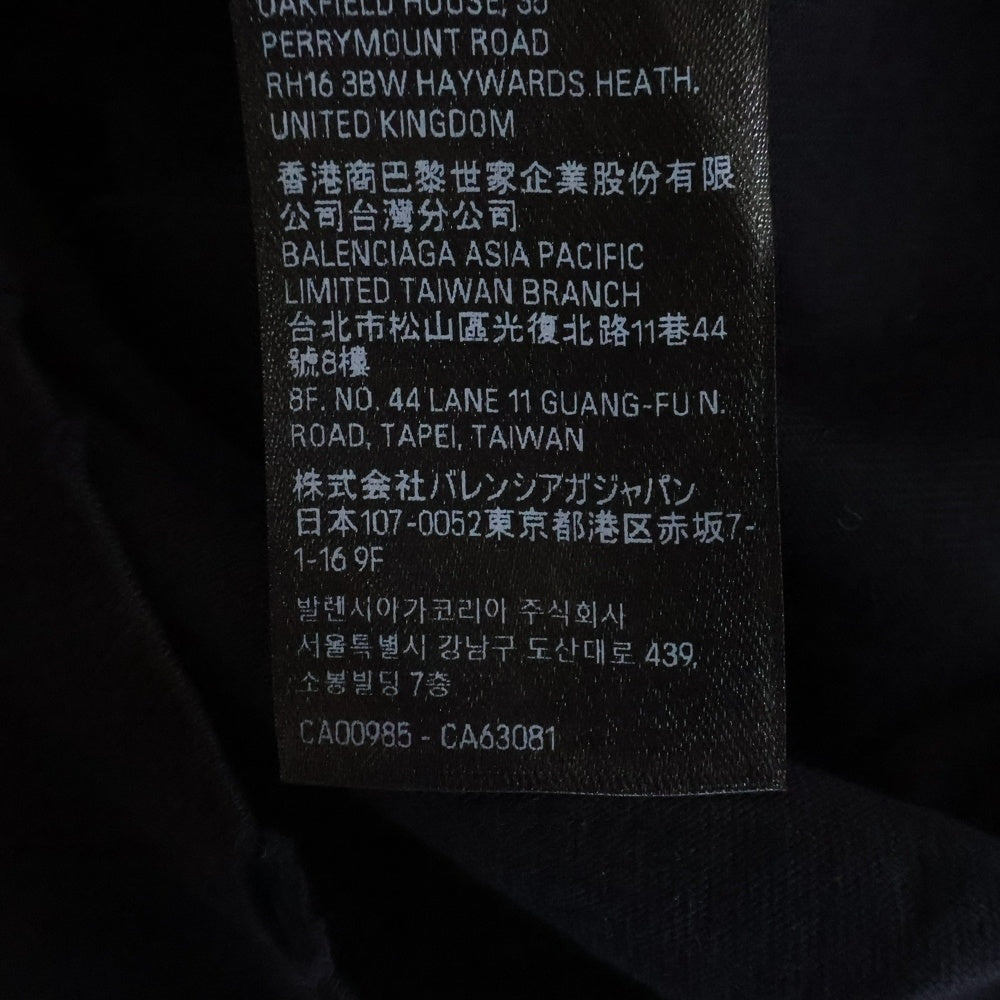 OAKFIELD HOUSE, 35
PERRYMOUNT ROAD
RH16 3BW HAYWARDS HEATH.
UNITED KINGDOM
香港商巴黎世家企業股份有限
公司台灣分公司
BALENCIAGA ASIA PACIFIC
LIMITED TAIWAN BRANCH
台北市松山區光復北路11巷44
號8樓
8F. NO. 44 LANE 11 GUANG-FU N.
ROAD, TAPEI, TAIWAN
株式会社バレンシアガジャパン
日本107-0052東京都港区赤坂7-
1-16 9F
발렌시아가코리아 주식회사
서울특별시 강남구 도산대로 439,
소봉빌딩 7층
CA00985 - CA63081